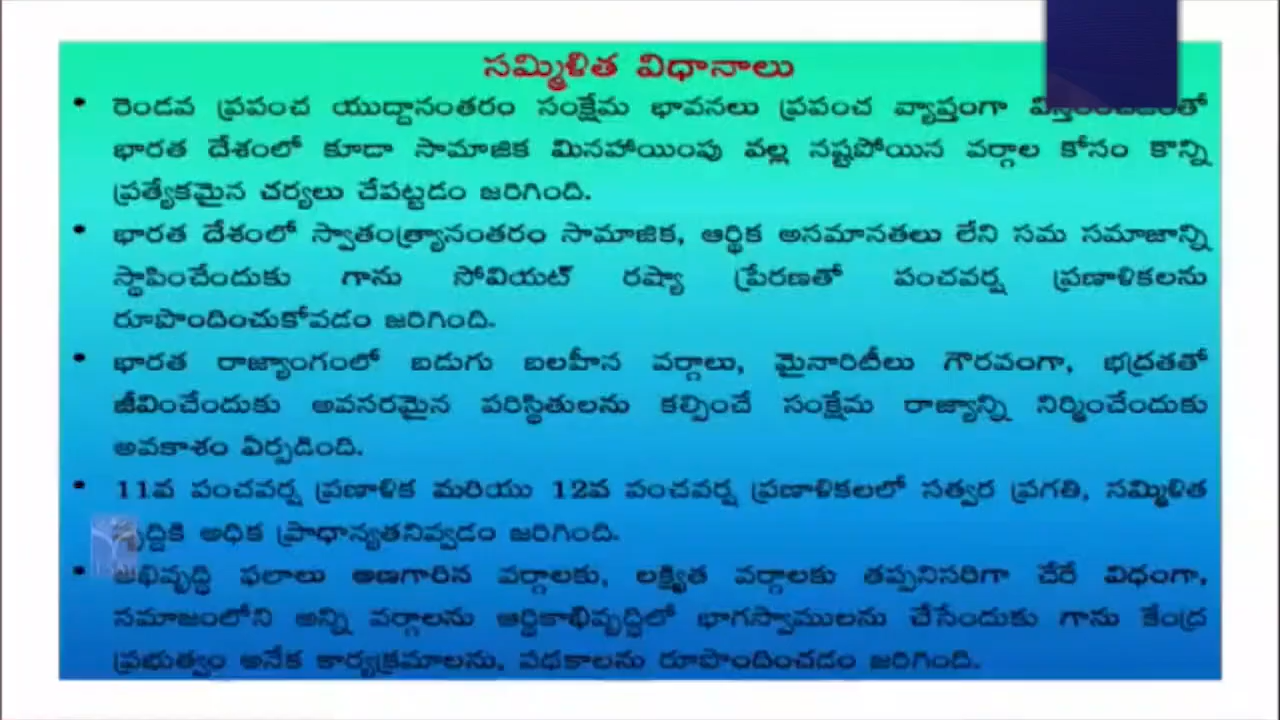 సమ్మిళిత విధానాలు
• రెండవ ప్రపంచ యుద్దానంతరం సంక్షేమ భావనలు ప్రపంచ వ్యాప్తంగా
భారత దేశంలో కూడా సామాజిక మినహాయింపు వల్ల నష్టపోయిన వర్గాల కోసం కొన్ని
ప్రత్యేకమైన చర్యలు చేపట్టడం జరిగింది.
• భారత దేశంలో స్వాతంత్ర్యానంతరం సామాజిక, ఆర్థిక అసమానతలు లేని సమ సమాజాన్ని
స్థాపించేందుకు గాను సోవియట్ రష్యా ప్రేరణతో పంచవర్ష ప్రణాళికలను
రూపొందించుకోవడం జరిగింది.
• భారత రాజ్యాంగంలో బడుగు బలహీన వర్గాలు, మైనారిటీలు గౌరవంగా, భద్రతతో
జీవించేందుకు అవసరమైన పరిస్థితులను కల్పించే సంక్షేమ రాజ్యాన్ని నిర్మించేందుకు
అవకాశం ఏర్పడింది.
• 11వ పంచవర్ష ప్రణాళిక మరియు 12వ పంచవర్ష ప్రణాళికలలో సత్వర ప్రగతి, సమ్మిళిత
అధిక ప్రాధాన్యతనివ్వడం జరిగింది.
• అభివృద్ధి ఫలాలు అణగారిన వర్గాలకు, లక్ష్యిత వర్గాలకు తప్పనిసరిగా చేరే విధంగా,
సమాజంలోని అన్ని వర్గాలను ఆర్థికాభివృద్ధిలో భాగస్వాములను చేసేందుకు గాను కేంద్ర
ప్రభుత్వం అనేక కార్యక్రమాలను, పథకాలను రూపొందించడం జరిగింది.